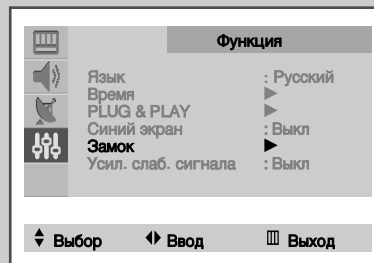 Функция
Язык : Русский
Время ▶
PLUG & PLAY ▶
Синий экран : Выкл
Замок ▶
Усил. слаб. сигнала : Выкл
Выбор Ввод Выход